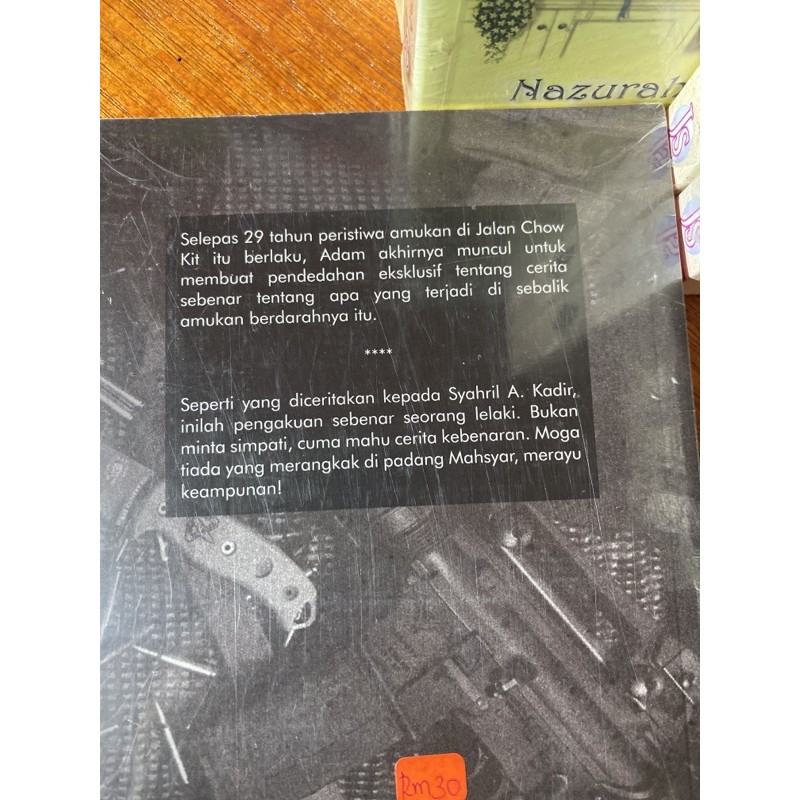 Nazurah
Selepas 29 tahun peristiwa amukan di Jalan Chow
Kit itu berlaku, Adam akhirnya muncul untuk
membuat pendedahan eksklusif tentang cerita
sebenar tentang apa yang terjadi di sebalik
amukan berdarahnya itu.
****
Seperti yang diceritakan kepada Syahril A. Kadir,
inilah pengakuan sebenar seorang lelaki. Bukan
minta simpati, cuma mahu cerita kebenaran. Moga
tiada yang merangkak di padang Mahsyar, merayu
keampunan!
Rm30